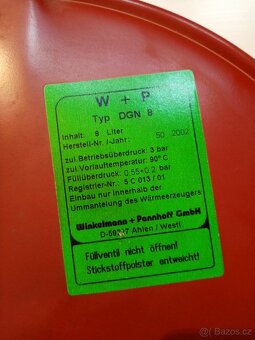 W + P
Typ DGN 8
Inhalt: 8 Liter
Herstell-Nr. /-Jahr: 50 2002
zul.Betriebsüberdruck: 3 bar
zul.Vorlauftemperatur: 90°C
Füllüberdruck: 0,55+0,2 bar
Registrier-Nr.: 5 C 013 / 01
Einbau nur innerhalb der
Ummantelung des Wärmeerzeugers
Winkelmann + Pannhoff GmbH
D-59227 Ahlen / Westf.
Füllventil nicht öffnen!
Stickstoffpolster entweicht!
Bazos.cz